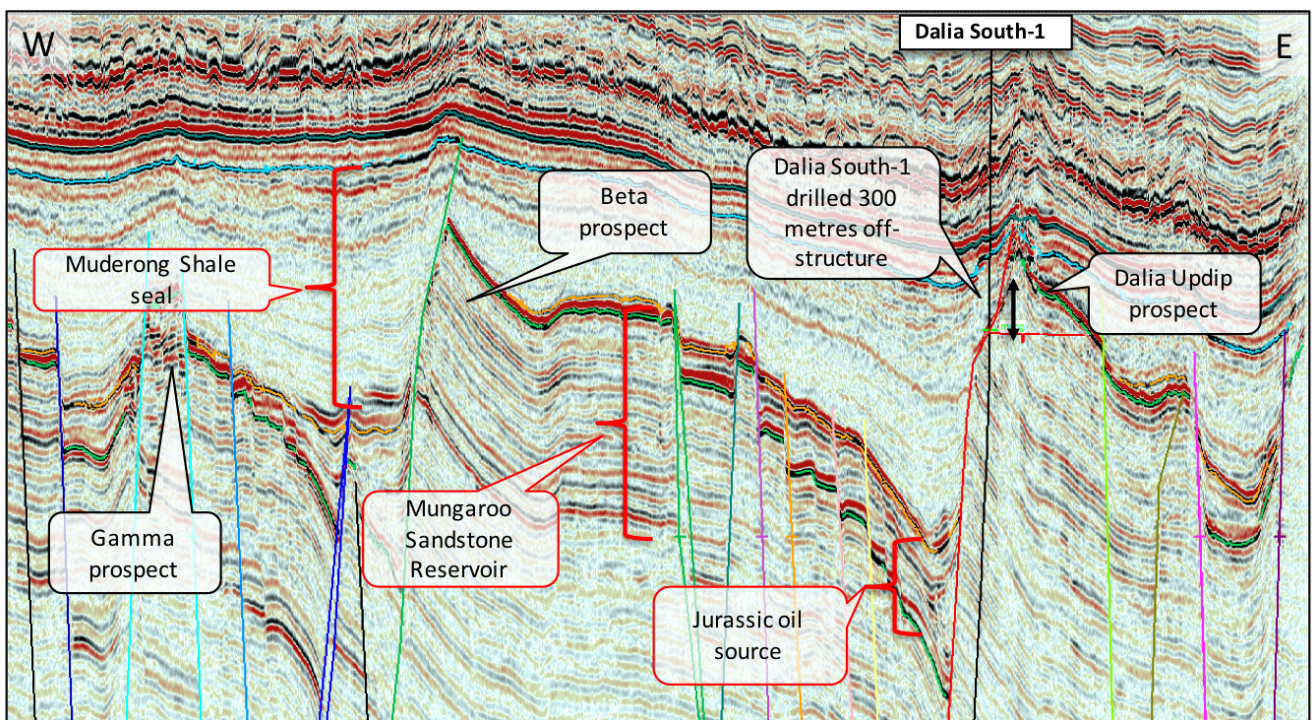 W
Dalia South-1
E
Dalia South-1
drilled 300
metres off-
structure
Beta
prospect
Muderong Shale
seal
Dalia Updip
prospect
Mungaroo
Sandstone
Reservoir
Gamma
prospect
Jurassic oil
source